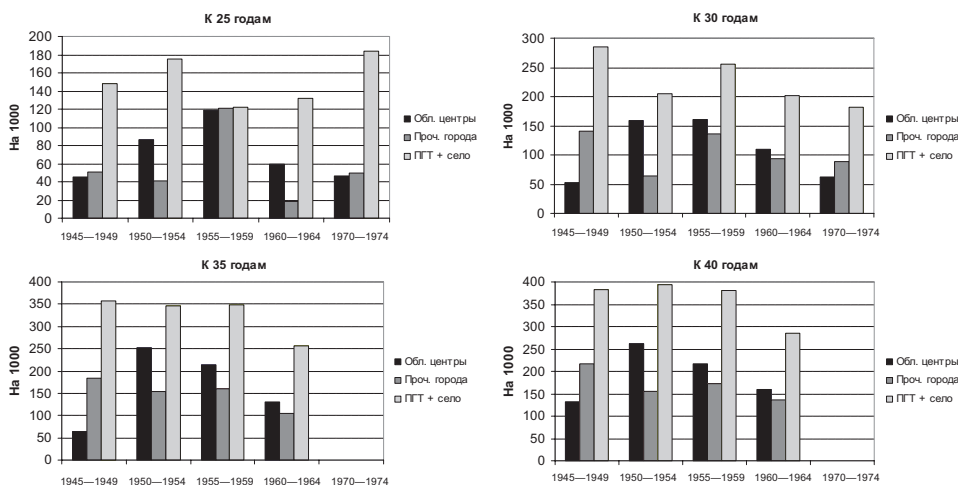 К 25 годам
На 1000
200
180
160
140
120
100
80
60
40
20
0
1945—1949 1950—1954 1955—1959 1960—1964 1970—1974
Обл. центры
Проч. города
ПГТ + село
К 30 годам
На 1000
300
250
200
150
100
50
0
1945—1949 1950—1954 1955—1959 1960—1964 1970—1974
Обл. центры
Проч. города
ПГТ + село
К 35 годам
На 1000
400
350
300
250
200
150
100
50
0
1945—1949 1950—1954 1955—1959 1960—1964 1970—1974
Обл. центры
Проч. города
ПГТ + село
К 40 годам
На 1000
450
400
350
300
250
200
150
100
50
0
1945—1949 1950—1954 1955—1959 1960—1964 1970—1974
Обл. центры
Проч. города
ПГТ + село